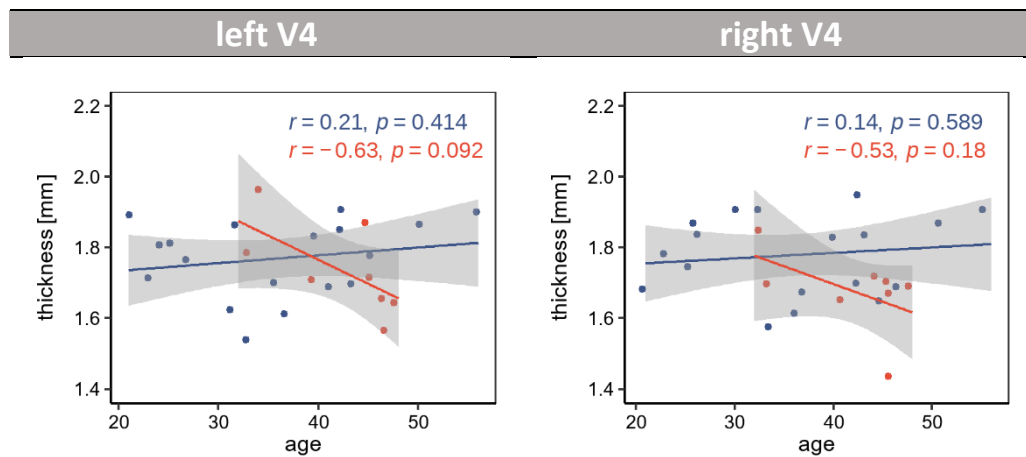 left V4
right V4
r = 0.21, p = 0.414
r = −0.63, p = 0.092
2.2
2.0
1.8
1.6
1.4
thickness [mm]
20 30 40 50
age
r = 0.14, p = 0.589
r = −0.53, p = 0.18
2.2
2.0
1.8
1.6
1.4
thickness [mm]
20 30 40 50
age